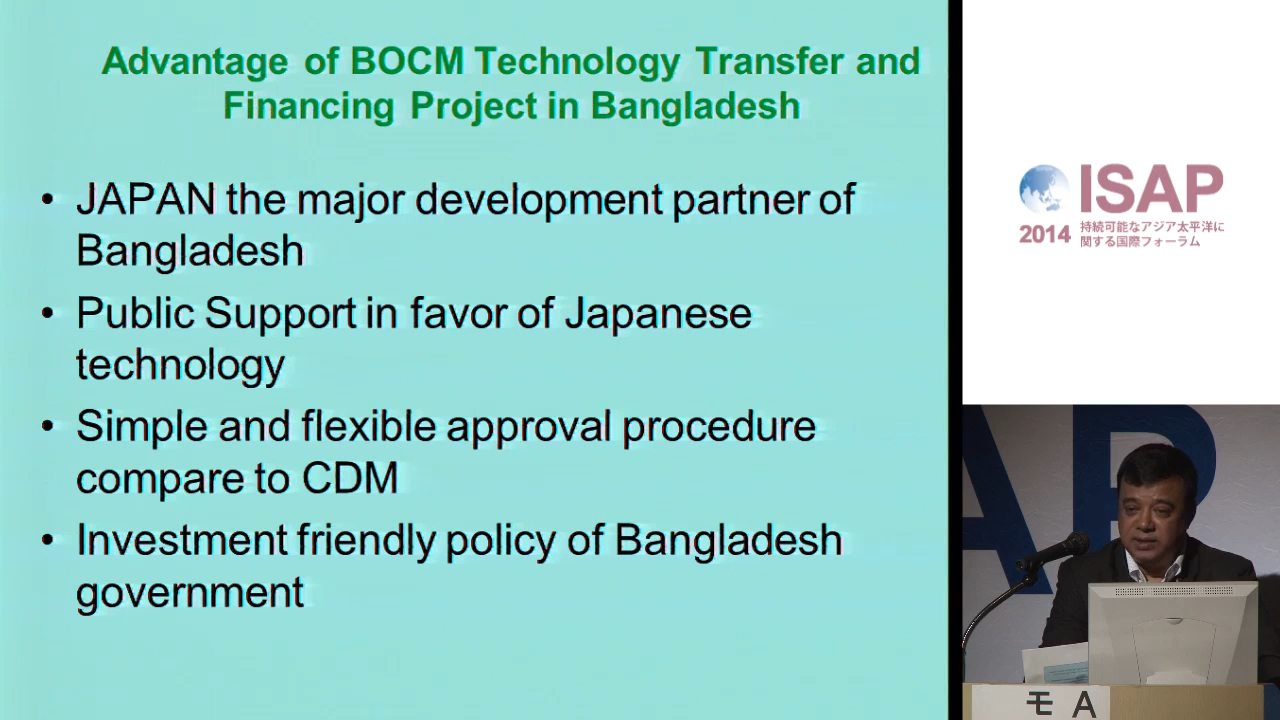 Advantage of BOCM Technology Transfer and
Financing Project in Bangladesh
• JAPAN the major development partner of
Bangladesh
• Public Support in favor of Japanese
technology
• Simple and flexible approval procedure
compare to CDM
• Investment friendly policy of Bangladesh
government
ISAP
2014
持続可能なアジア太平洋に
関する国際フォーラム
AP
モ A